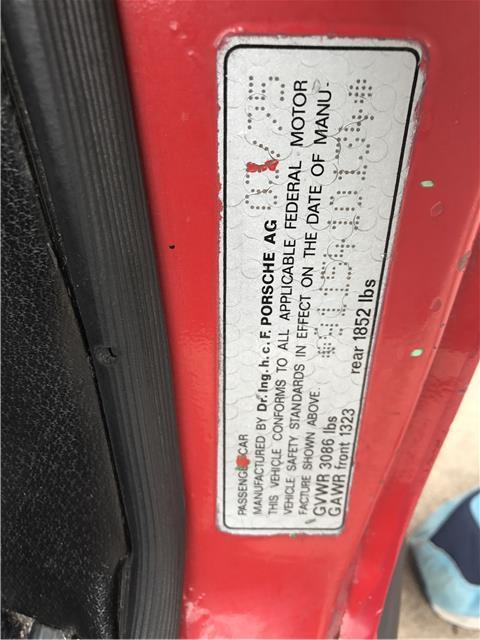 PASSENGER CAR
MANUFACTURED BY Dr. Ing. h. c. F. PORSCHE AG
THIS VEHICLE CONFORMS TO ALL APPLICABLE FEDERAL MOTOR
VEHICLE SAFETY STANDARDS IN EFFECT ON THE DATE OF MANU-
FACTURE SHOWN ABOVE.
GVWR 3086 lbs
GAWR front 1323 rear 1852 lbs